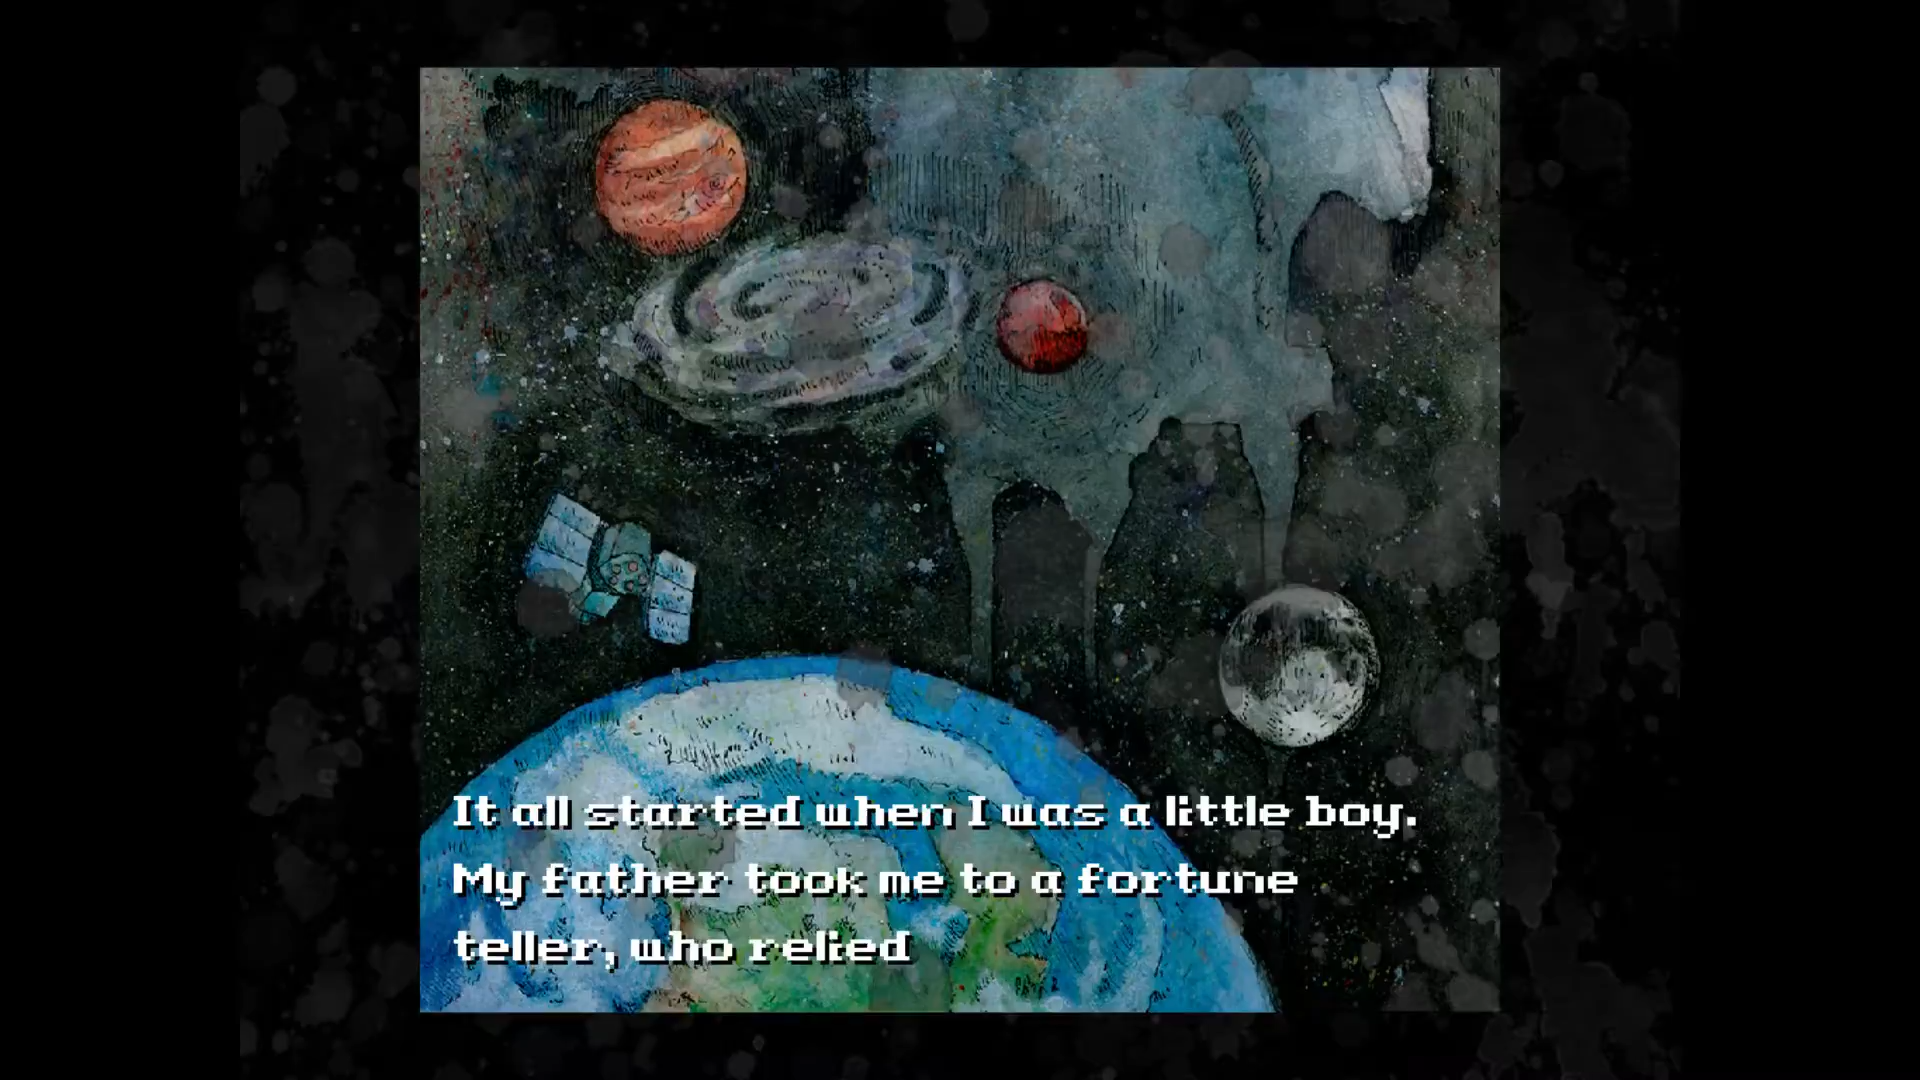 It all started when I was a little boy.
My father took me to a fortune
teller, who relied